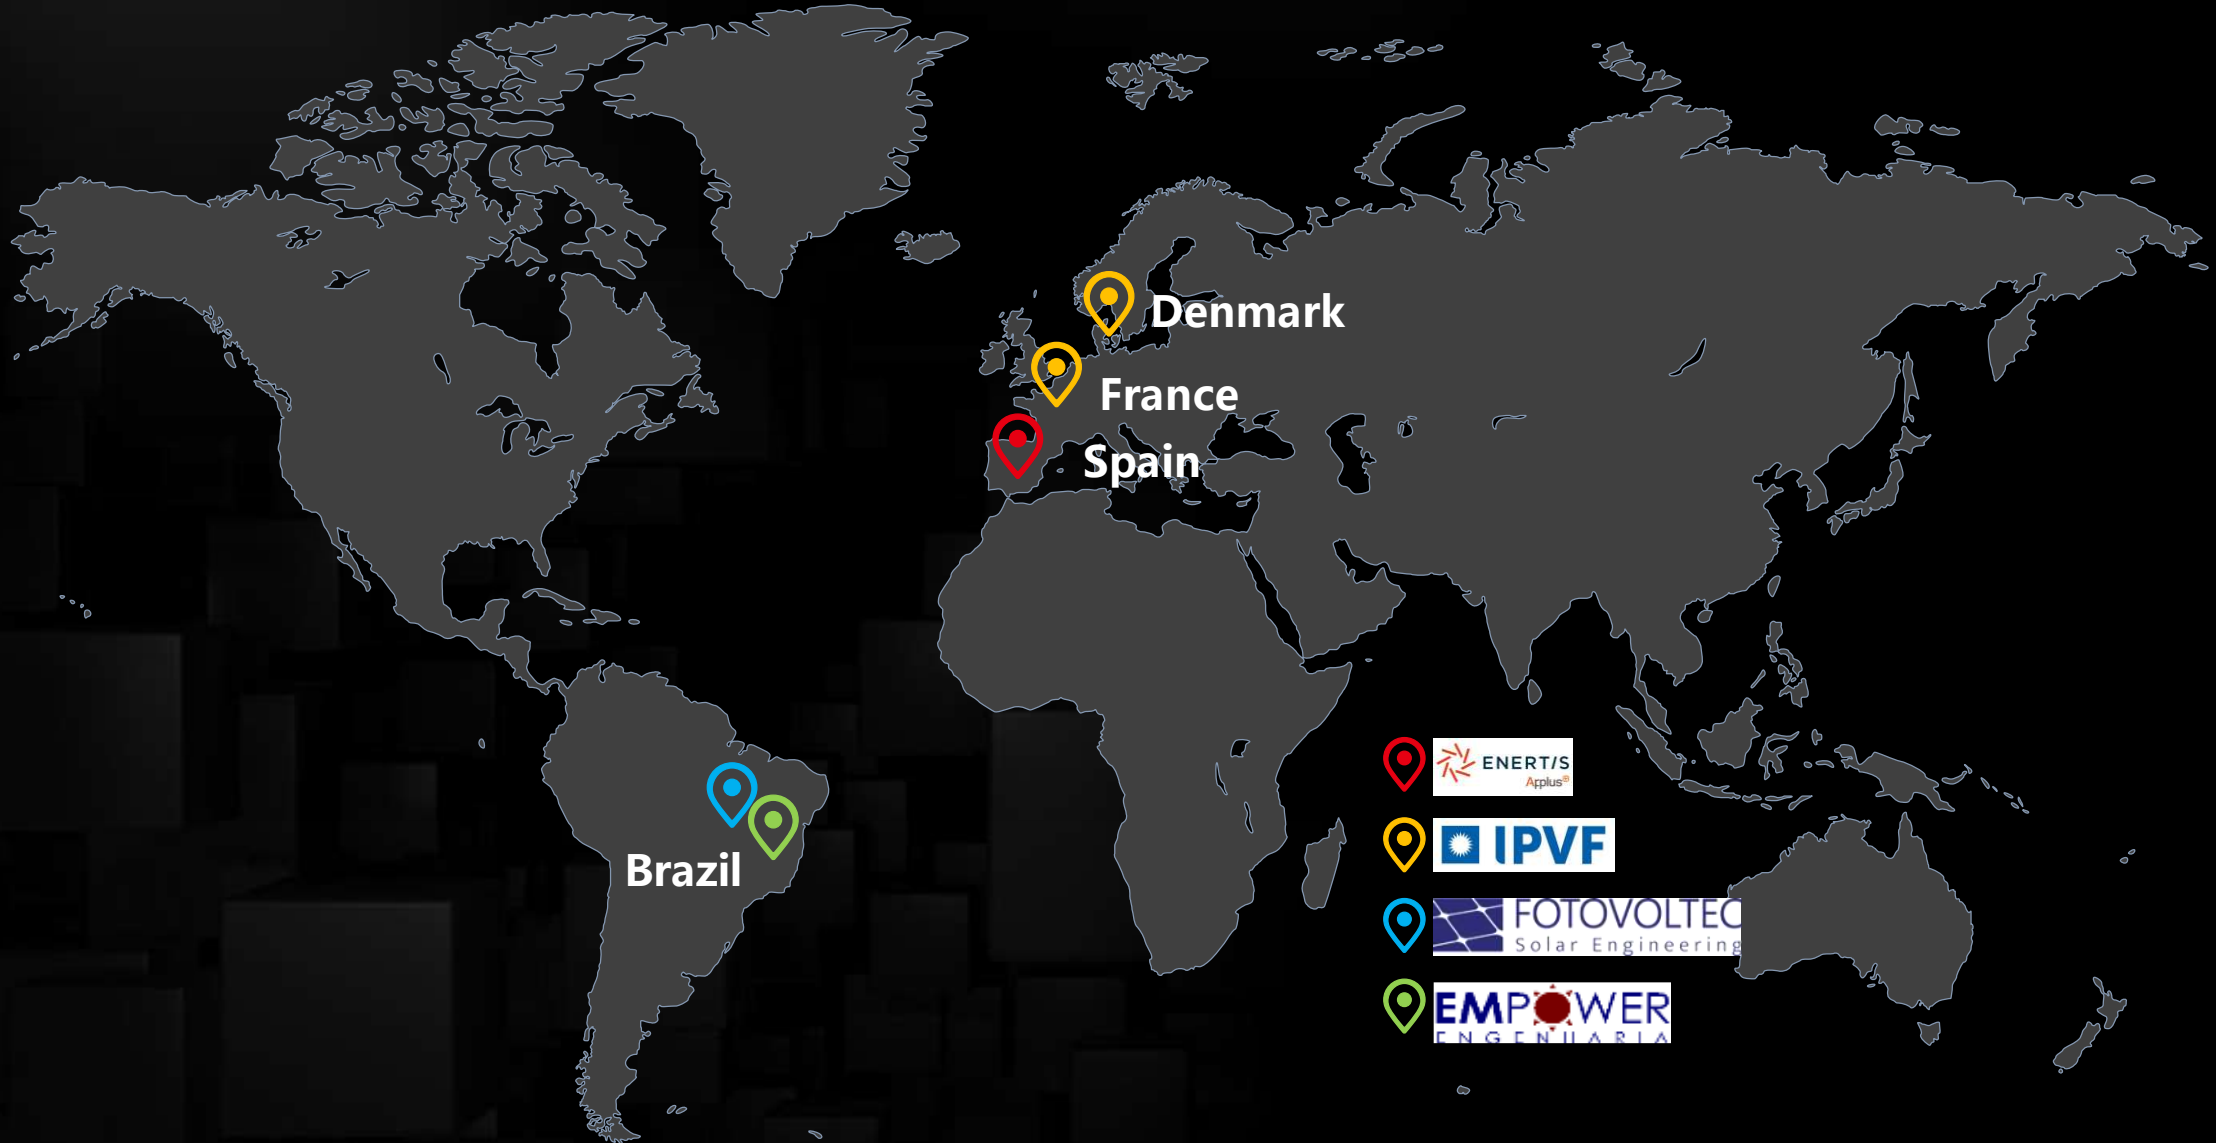 Denmark
France
Spain
Brazil
ENERTIS
Applus
IPVF
FOTOVOLTEC
Solar Engineering
EMPOWER
ENGENHARIA